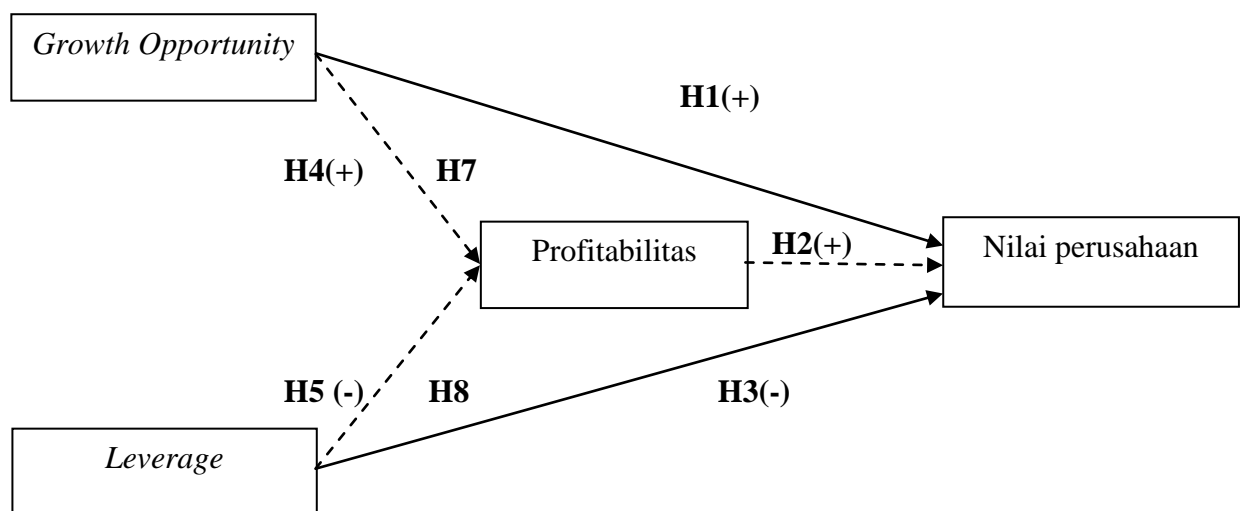 Growth Opportunity
H1(+)
H4(+) H7
Profitabilitas
H2(+)
Nilai perusahaan
H5 (-) H8
H3(-)
Leverage